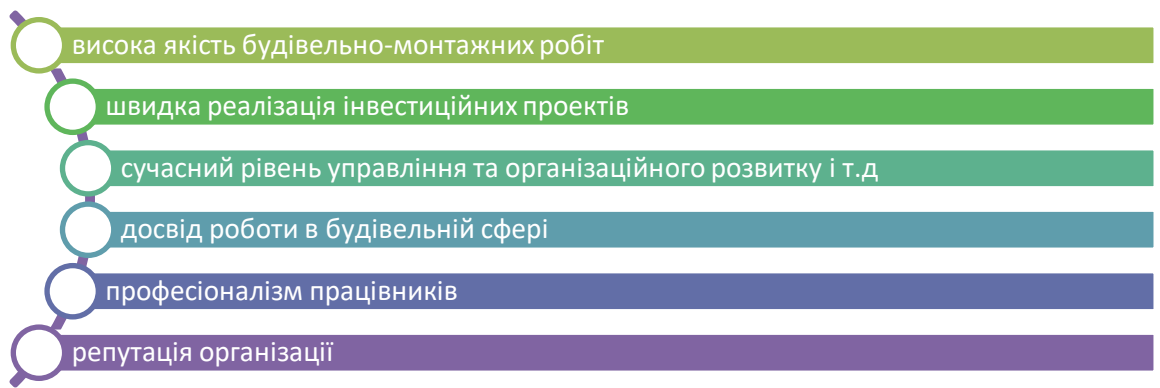 висока якість будівельно-монтажних робіт
швидка реалізація інвестиційних проектів
сучасний рівень управління та організаційного розвитку і т.д
досвід роботи в будівельній сфері
професіоналізм працівників
репутація організації